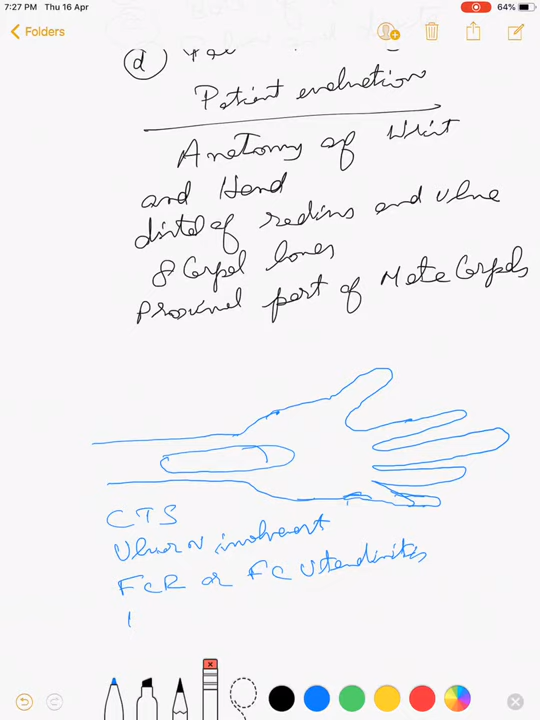 7:27 PM Thu 16 Apr
64%
Folders
d
Patient evaluation
Anatomy of Wrist
and Hand
distal of radius and ulna
8 Carpal bones
Proximal part of Meta Carpals
CTS
Ulnar N involvement
FCR or FCU tendinitis